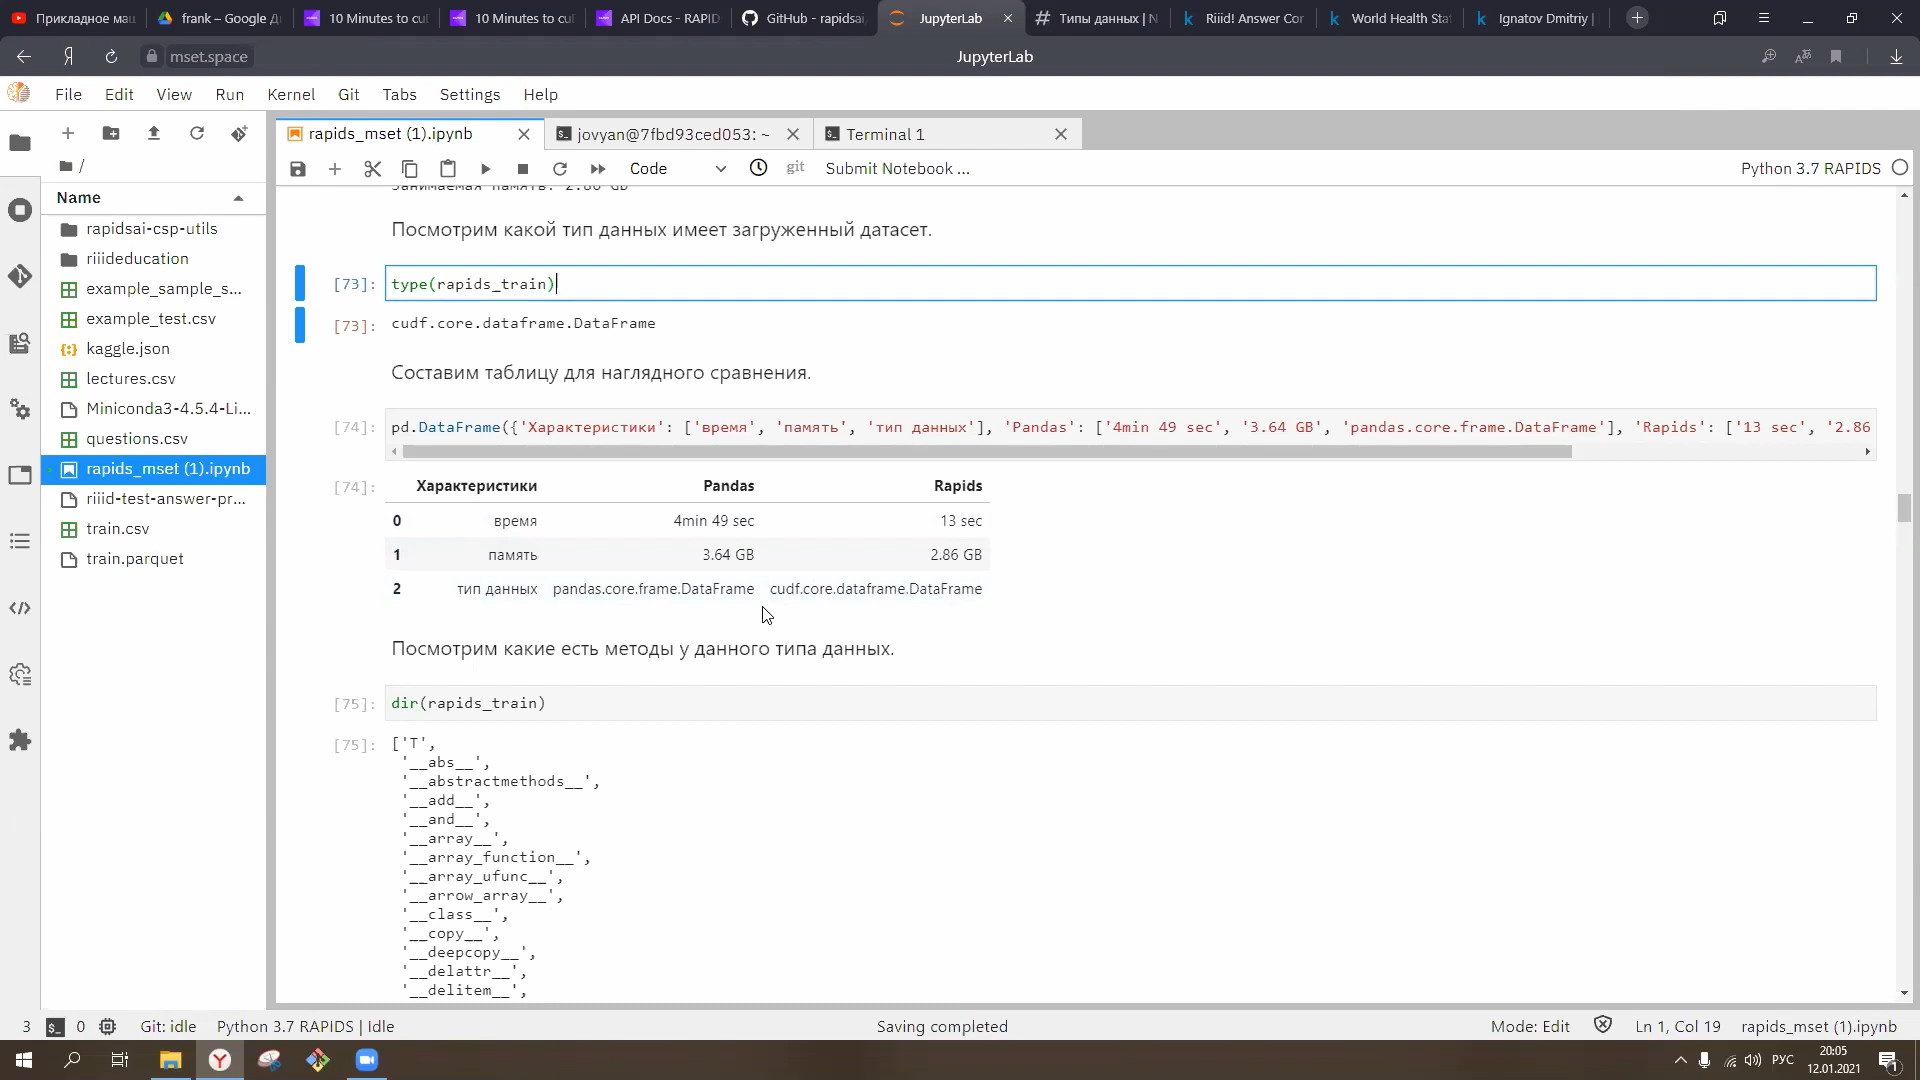 Прикладное маш
frank – Google Д
10 Minutes to cu
10 Minutes to cu
API Docs - RAPID
GitHub - rapidsai
JupyterLab
Типы данных | N
Riiid! Answer Cor
World Health Sta
Ignatov Dmitriy |
mset.space
JupyterLab
File Edit View Run Kernel Git Tabs Settings Help
rapids_mset (1).ipynb
jovyan@7fbd93ced053: ~
Terminal 1
Code
git
Submit Notebook ...
Python 3.7 RAPIDS
/
Name
rapidsai-csp-utils
riiideducation
example_sample_s...
example_test.csv
kaggle.json
lectures.csv
Miniconda3-4.5.4-Li...
questions.csv
rapids_mset (1).ipynb
riiid-test-answer-pr...
train.csv
train.parquet
Занимаемая память: 2.86 GB
Посмотрим какой тип данных имеет загруженный датасет.
[73]: type(rapids_train)
[73]: cudf.core.dataframe.DataFrame
Составим таблицу для наглядного сравнения.
[74]: pd.DataFrame({'Характеристики': ['время', 'память', 'тип данных'], 'Pandas': ['4min 49 sec', '3.64 GB', 'pandas.core.frame.DataFrame'], 'Rapids': ['13 sec', '2.86
[74]: Характеристики Pandas Rapids
0 время 4min 49 sec 13 sec
1 память 3.64 GB 2.86 GB
2 тип данных pandas.core.frame.DataFrame cudf.core.dataframe.DataFrame
Посмотрим какие есть методы у данного типа данных.
[75]: dir(rapids_train)
[75]: ['T',
'__abs__',
'__abstractmethods__',
'__add__',
'__and__',
'__array__',
'__array_function__',
'__array_ufunc__',
'__arrow_array__',
'__class__',
'__copy__',
'__deepcopy__',
'__delattr__',
'__delitem__',
3 0 Git: idle Python 3.7 RAPIDS | Idle
Saving completed
Mode: Edit Ln 1, Col 19 rapids_mset (1).ipynb
РУС
20:05
12.01.2021
1